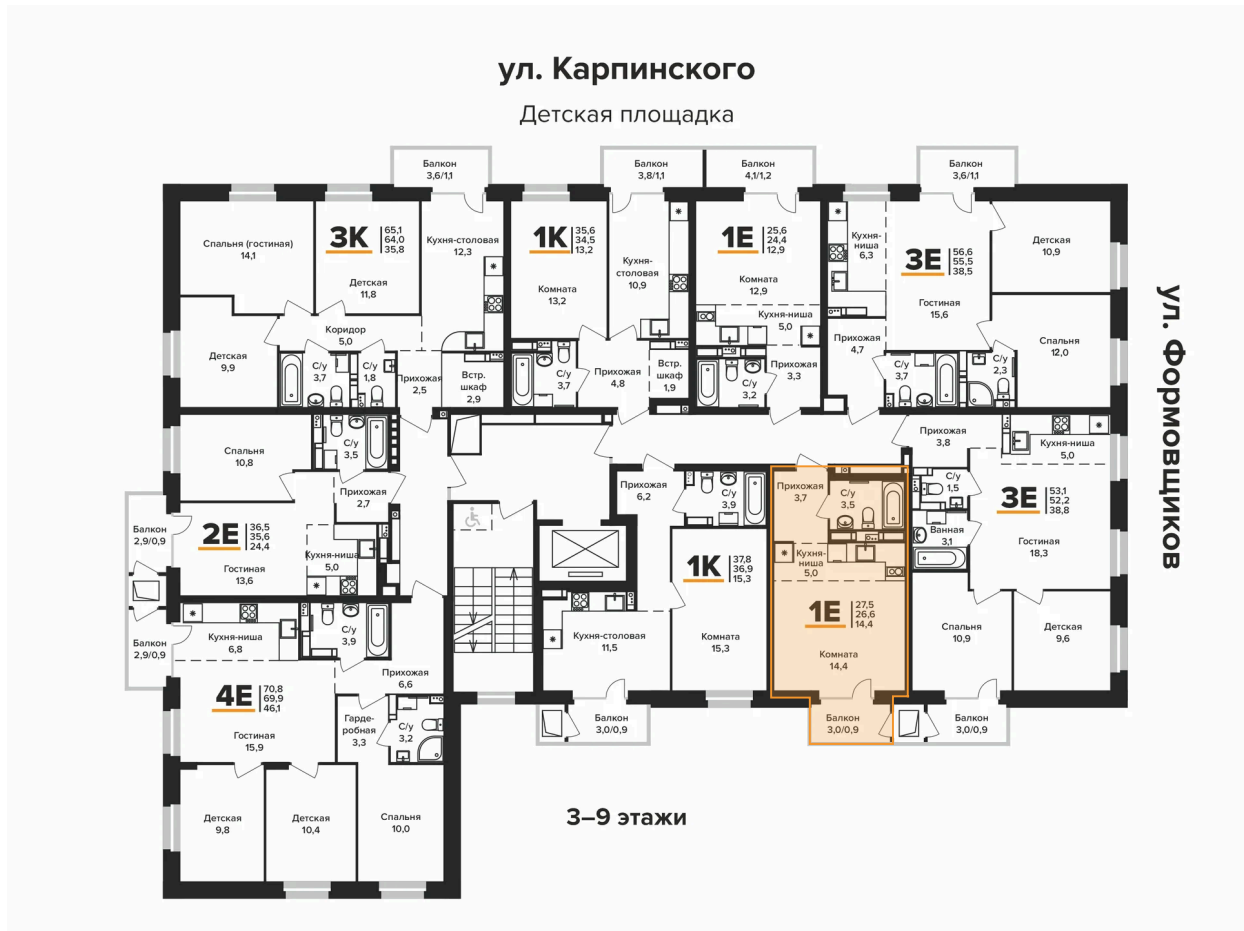 ул. Карпинского
Детская площадка
Балкон
3,6/1,1
Балкон
3,8/1,1
Балкон
4,1/1,2
Балкон
3,6/1,1
Спальня (гостиная)
14,1
3К
65,1
64,0
35,8
Детская
11,8
Кухня-столовая
12,3
Коридор
5,0
Детская
9,9
С/у
3,7
С/у
1,8
Прихожая
2,5
Встр.
шкаф
2,9
1К
35,6
34,5
13,2
Комната
13,2
Кухня-
столовая
10,9
С/у
3,7
Прихожая
4,8
Встр.
шкаф
1,9
1Е
25,6
24,4
12,9
Комната
12,9
Кухня-ниша
5,0
С/у
3,2
Прихожая
3,3
Кухня-
ниша
6,3
3Е
56,6
55,5
38,5
Гостиная
15,6
Детская
10,9
Спальня
12,0
Прихожая
4,7
С/у
3,7
С/у
2,3
ул. Формовщиков
Спальня
10,8
С/у
3,5
Прихожая
2,7
Балкон
2,9/0,9
2Е
36,5
35,6
24,4
Гостиная
13,6
Кухня-ниша
5,0
Балкон
2,9/0,9
Кухня-ниша
6,8
С/у
3,9
Прихожая
6,6
4Е
70,8
69,9
46,1
Гостиная
15,9
Гарде-
робная
3,3
С/у
3,2
Детская
9,8
Детская
10,4
Спальня
10,0
Прихожая
6,2
С/у
3,9
1К
37,8
36,9
15,3
Кухня-столовая
11,5
Комната
15,3
Балкон
3,0/0,9
Прихожая
3,7
С/у
3,5
Кухня-
ниша
5,0
1Е
27,5
26,6
14,4
Комната
14,4
Балкон
3,0/0,9
Прихожая
3,8
Кухня-ниша
5,0
С/у
1,5
3Е
53,1
52,2
38,8
Ванная
3,1
Гостиная
18,3
Спальня
10,9
Детская
9,6
Балкон
3,0/0,9
3–9 этажи